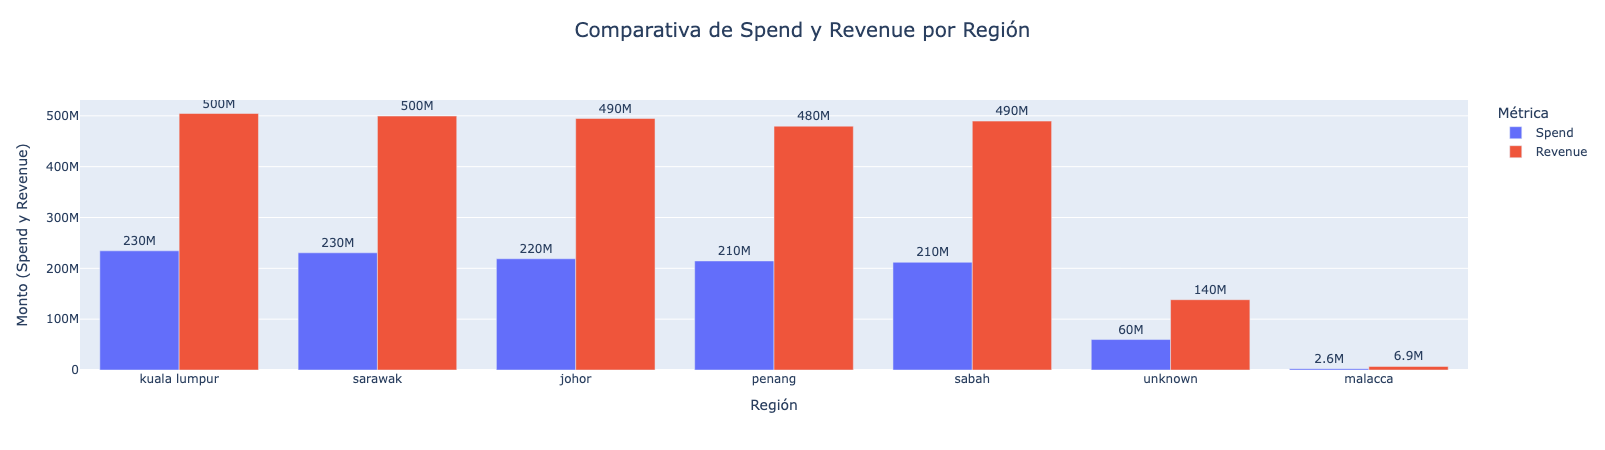 Comparativa de Spend y Revenue por Región
Monto (Spend y Revenue)
500M
400M
300M
200M
100M
0
230M
500M
230M
500M
220M
490M
210M
480M
210M
490M
60M
140M
2.6M
6.9M
kuala lumpur
sarawak
johor
penang
sabah
unknown
malacca
Región
Métrica
Spend
Revenue